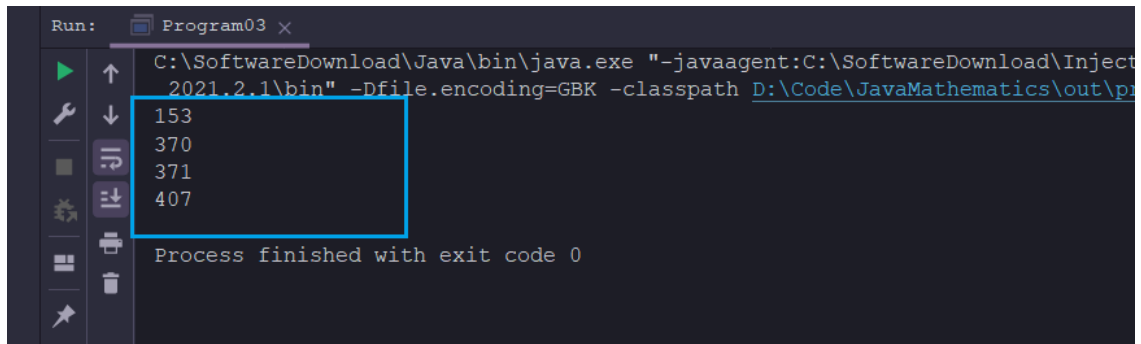 Run: Program03 ×
C:\SoftwareDownload\Java\bin\java.exe "-javaagent:C:\SoftwareDownload\Inject
2021.2.1\bin" -Dfile.encoding=GBK -classpath D:\Code\JavaMathematics\out\pr
153
370
371
407
Process finished with exit code 0